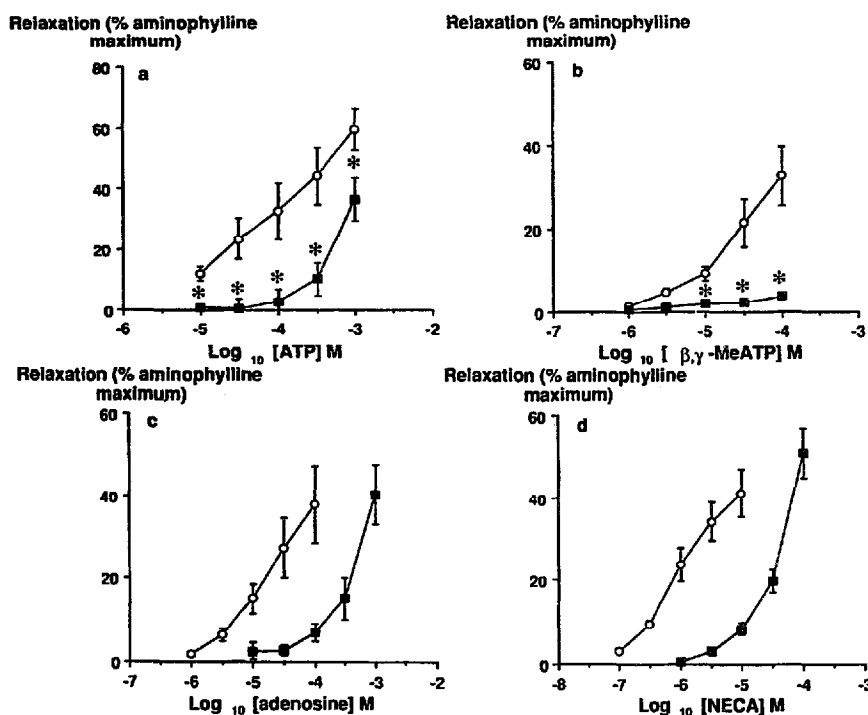 Relaxation (% aminophylline
maximum)
a
80
60
40
20
0
* * * * *
-6 -5 -4 -3 -2
Log 10 [ATP] M
Relaxation (% aminophylline
maximum)
b
60
40
20
0
* * *
-7 -6 -5 -4 -3
Log 10 [ β,γ -MeATP] M
Relaxation (% aminophylline
maximum)
c
60
40
20
0
-7 -6 -5 -4 -3 -2
Log 10 [adenosine] M
Relaxation (% aminophylline
maximum)
d
60
40
20
0
-8 -7 -6 -5 -4 -3
Log 10 [NECA] M